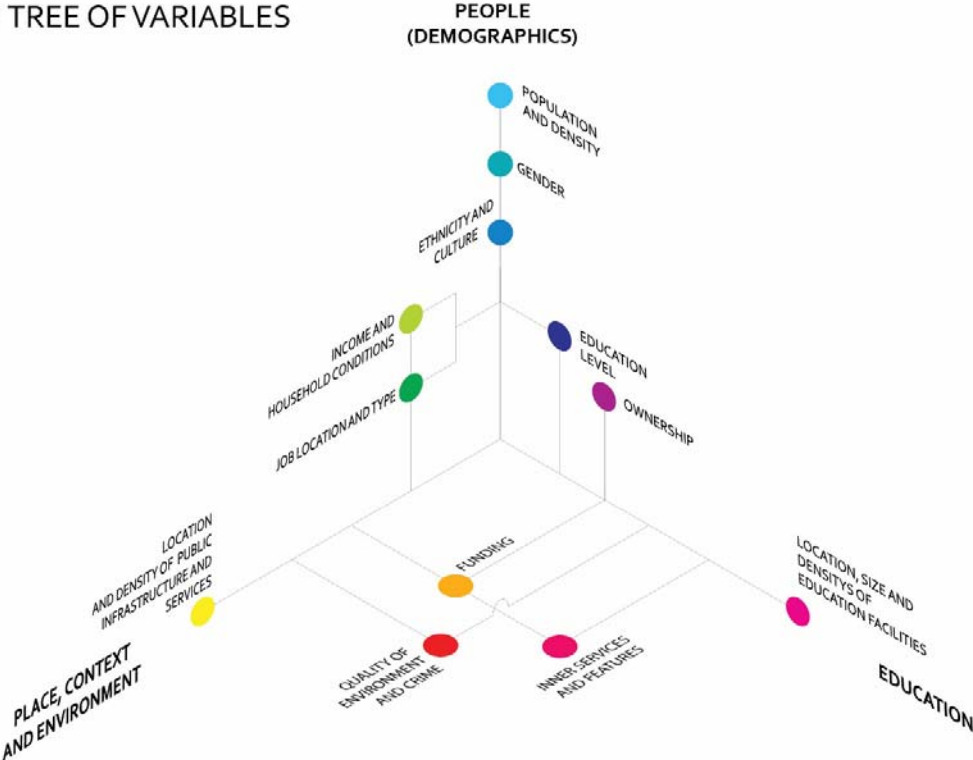 TREE OF VARIABLES
PEOPLE
(DEMOGRAPHICS)
POPULATION
AND DENSITY
GENDER
ETHNICITY AND
CULTURE
INCOME AND
HOUSEHOLD CONDITIONS
EDUCATION
LEVEL
JOB LOCATION AND TYPE
OWNERSHIP
LOCATION
AND DENSITY OF PUBLIC
INFRASTRUCTURE AND
SERVICES
FUNDING
LOCATION, SIZE AND
DENSITYS OF
EDUCATION FACILITIES
PLACE, CONTEXT
AND ENVIRONMENT
QUALITY OF
ENVIRONMENT
AND CRIME
INNER SERVICES
AND FEATURES
EDUCATION